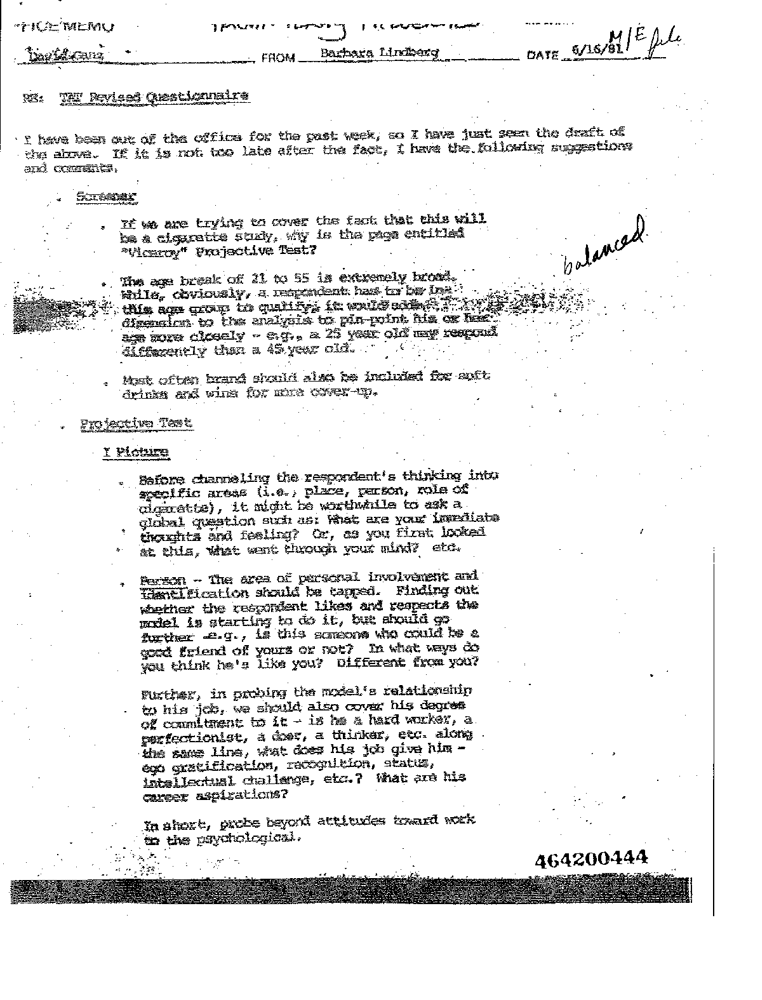 MEMO
David Ganz FROM Barbara Lindberg DATE 6/16/81 M/E file
RE: TAT Revised Questionnaire
I have been out of the office for the past week, so I have just seen the draft of
the above. If it is not too late after the fact, I have the following suggestions
and comments.
. Screener
. If we are trying to cover the fact that this will
be a cigarette study, why is the page entitled
"Viceroy" Projective Test?
balanced.
. The age break of 21 to 55 is extremely broad.
While, obviously, a respondent has to be in
this age group to qualify, it would add
dimension to the analysis to pin-point his or her
age more closely - e.g., a 25 year old may respond
differently than a 45 year old.
. Most often brand should also be included for soft
drinks and wine for more cover-up.
. Projective Test
I Picture
. Before channeling the respondent's thinking into
specific areas (i.e., place, person, role of
cigarette), it might be worthwhile to ask a
global question such as: What are your immediate
thoughts and feeling? Or, as you first looked
at this, what went through your mind? etc.
. Person - The area of personal involvement and
identification should be tapped. Finding out
whether the respondent likes and respects the
model is starting to do it, but should go
further - e.g., is this someone who could be a
good friend of yours or not? In what ways do
you think he's like you? Different from you?
Further, in probing the model's relationship
to his job, we should also cover his degree
of commitment to it - is he a hard worker, a
perfectionist, a doer, a thinker, etc. along
the same line, what does his job give him -
ego gratification, recognition, status,
intellectual challenge, etc.? What are his
career aspirations?
In short, probe beyond attitudes toward work
to the psychological.
464200444